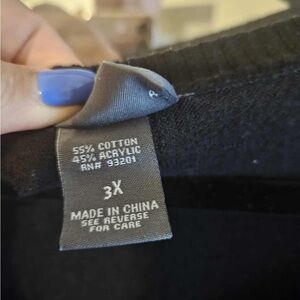 55% COTTON
45% ACRYLIC
RN# 93201
3X
MADE IN CHINA
SEE REVERSE
FOR CARE